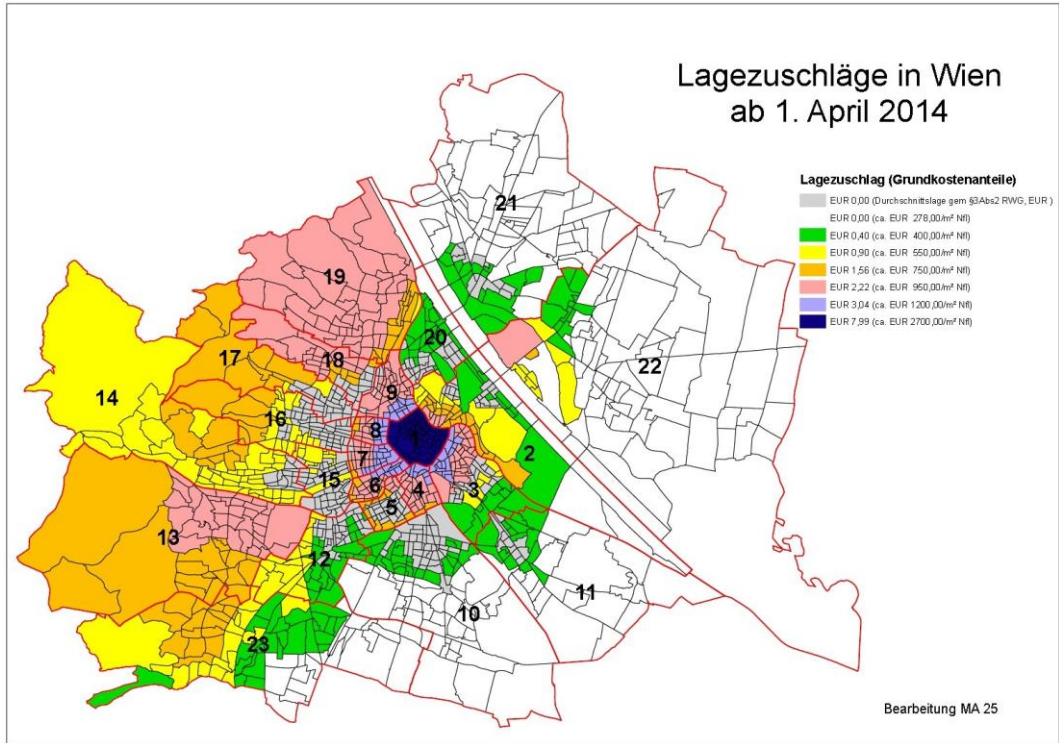 Lagezuschläge in Wien
ab 1. April 2014
Lagezuschlag (Grundkostenanteile)
EUR 0,00 (Durchschnittslage gem §3Abs2 RWG, EUR )
EUR 0,00 (ca. EUR 278,00/m² Nfl)
EUR 0,40 (ca. EUR 400,00/m² Nfl)
EUR 0,90 (ca. EUR 550,00/m² Nfl)
EUR 1,56 (ca. EUR 750,00/m² Nfl)
EUR 2,22 (ca. EUR 950,00/m² Nfl)
EUR 3,04 (ca. EUR 1200,00/m² Nfl)
EUR 7,99 (ca. EUR 2700,00/m² Nfl)
21
19
20
18
17
22
14
9
16
8
1
2
7
15
6
4
3
5
13
12
11
10
23
Bearbeitung MA 25